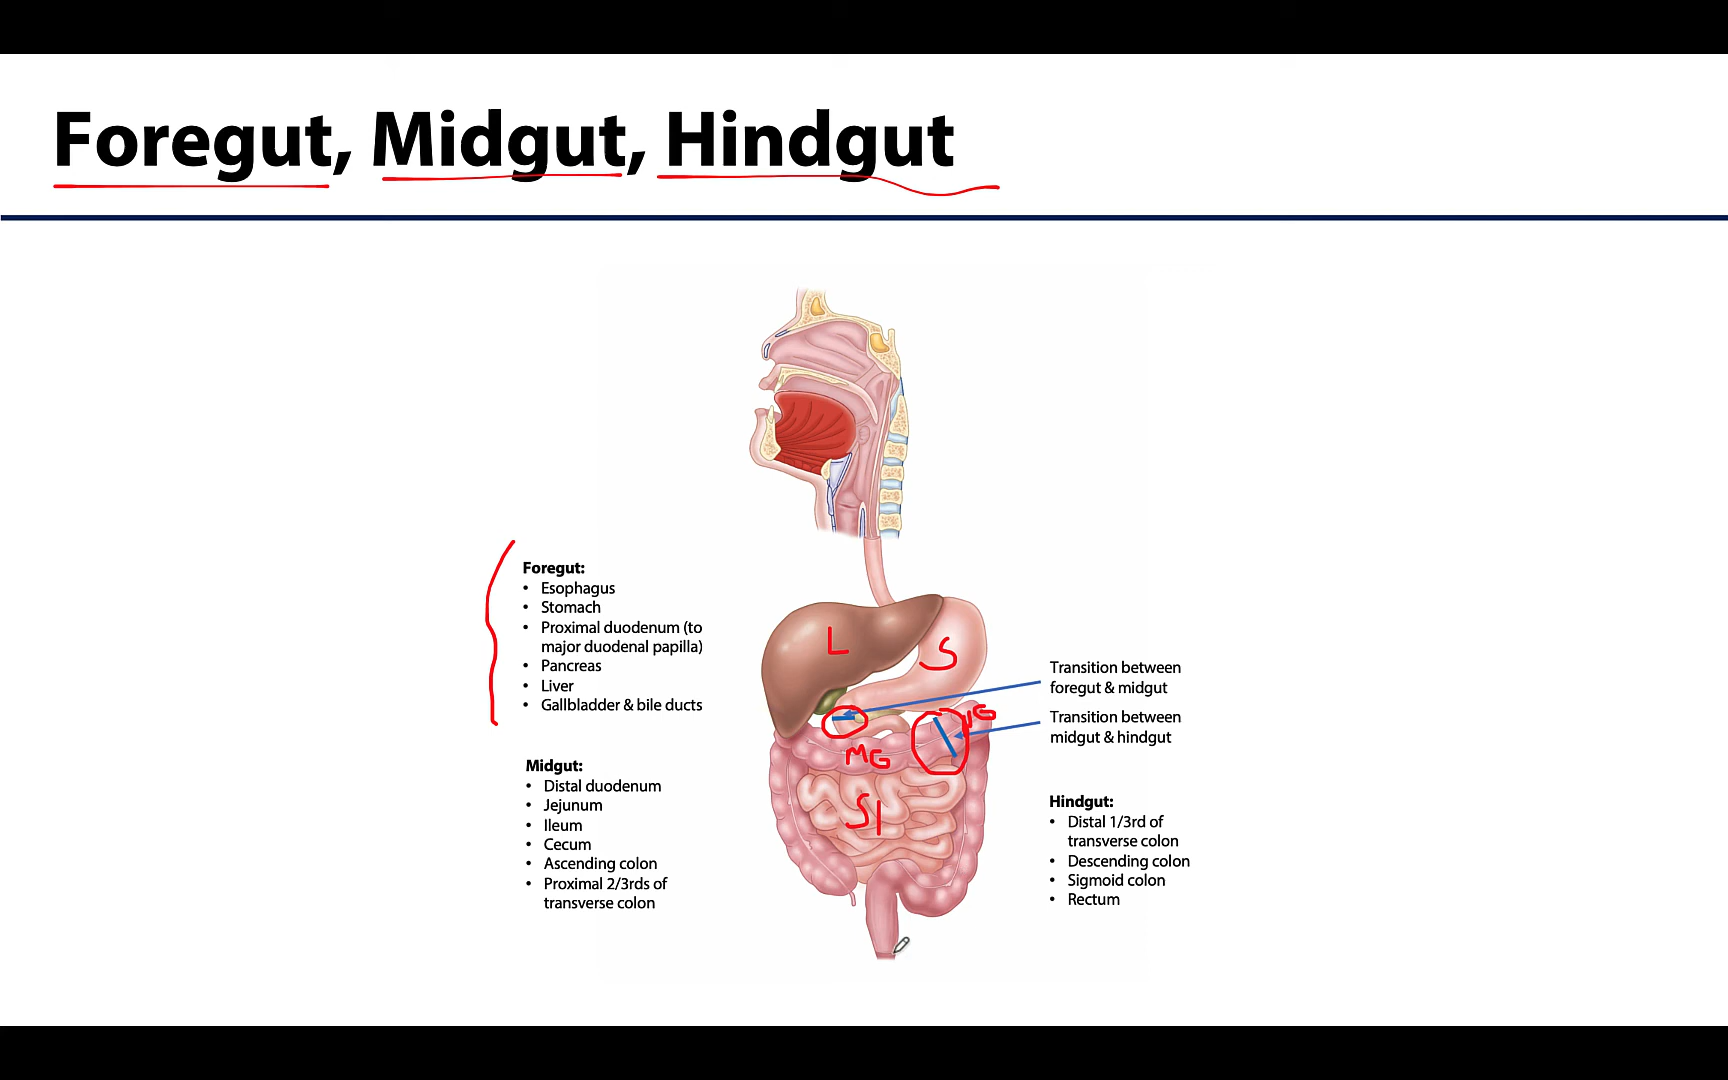 Foregut, Midgut, Hindgut
Foregut:
• Esophagus
• Stomach
• Proximal duodenum (to
major duodenal papilla)
• Pancreas
• Liver
• Gallbladder & bile ducts
Midgut:
• Distal duodenum
• Jejunum
• Ileum
• Cecum
• Ascending colon
• Proximal 2/3rds of
transverse colon
L
S
MG
SI
Transition between
foregut & midgut
Transition between
midgut & hindgut
Hindgut:
• Distal 1/3rd of
transverse colon
• Descending colon
• Sigmoid colon
• Rectum